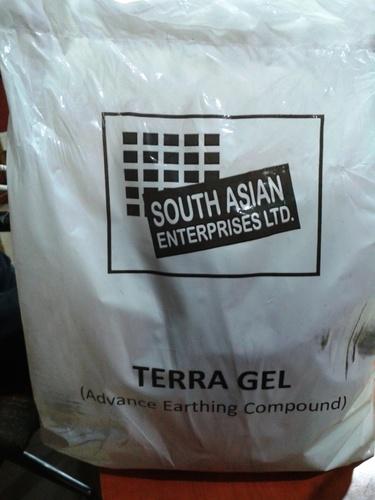 SOUTH ASIAN
ENTERPRISES LTD.
TERRA GEL
(Advance Earthing Compound)